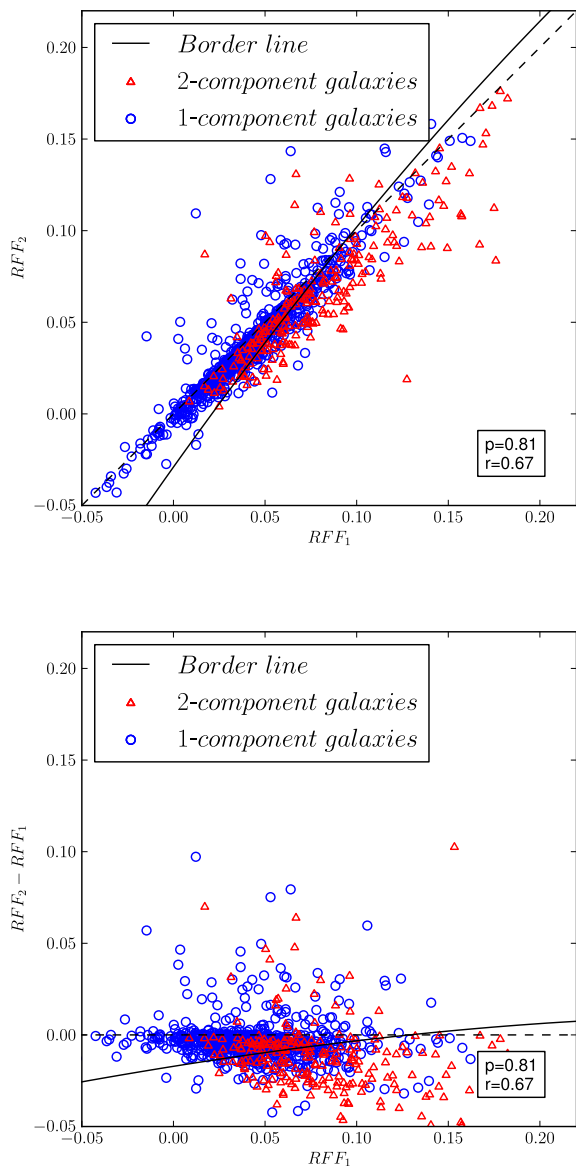 0.20
0.15
0.10
0.05
0.00
−0.05
RFF₂
Border line
2-component galaxies
1-component galaxies
p=0.81
r=0.67
−0.05 0.00 0.05 0.10 0.15 0.20
RFF₁
0.20
0.15
0.10
0.05
0.00
−0.05
RFF₂ − RFF₁
Border line
2-component galaxies
1-component galaxies
p=0.81
r=0.67
−0.05 0.00 0.05 0.10 0.15 0.20
RFF₁